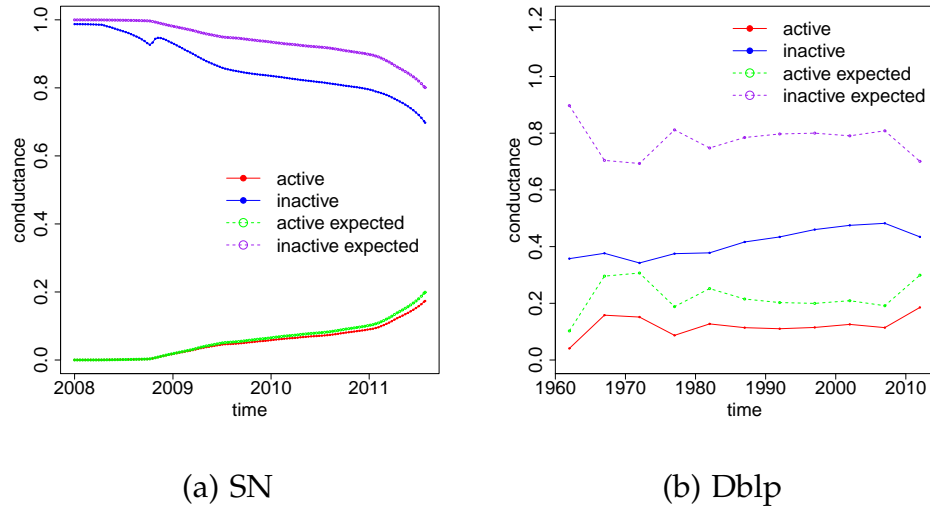 conductance
1.0
0.8
0.6
0.4
0.2
0.0
active
inactive
active expected
inactive expected
2008 2009 2010 2011
time
(a) SN
conductance
1.2
1.0
0.8
0.6
0.4
0.2
0.0
active
inactive
active expected
inactive expected
1960 1970 1980 1990 2000 2010
time
(b) Dblp